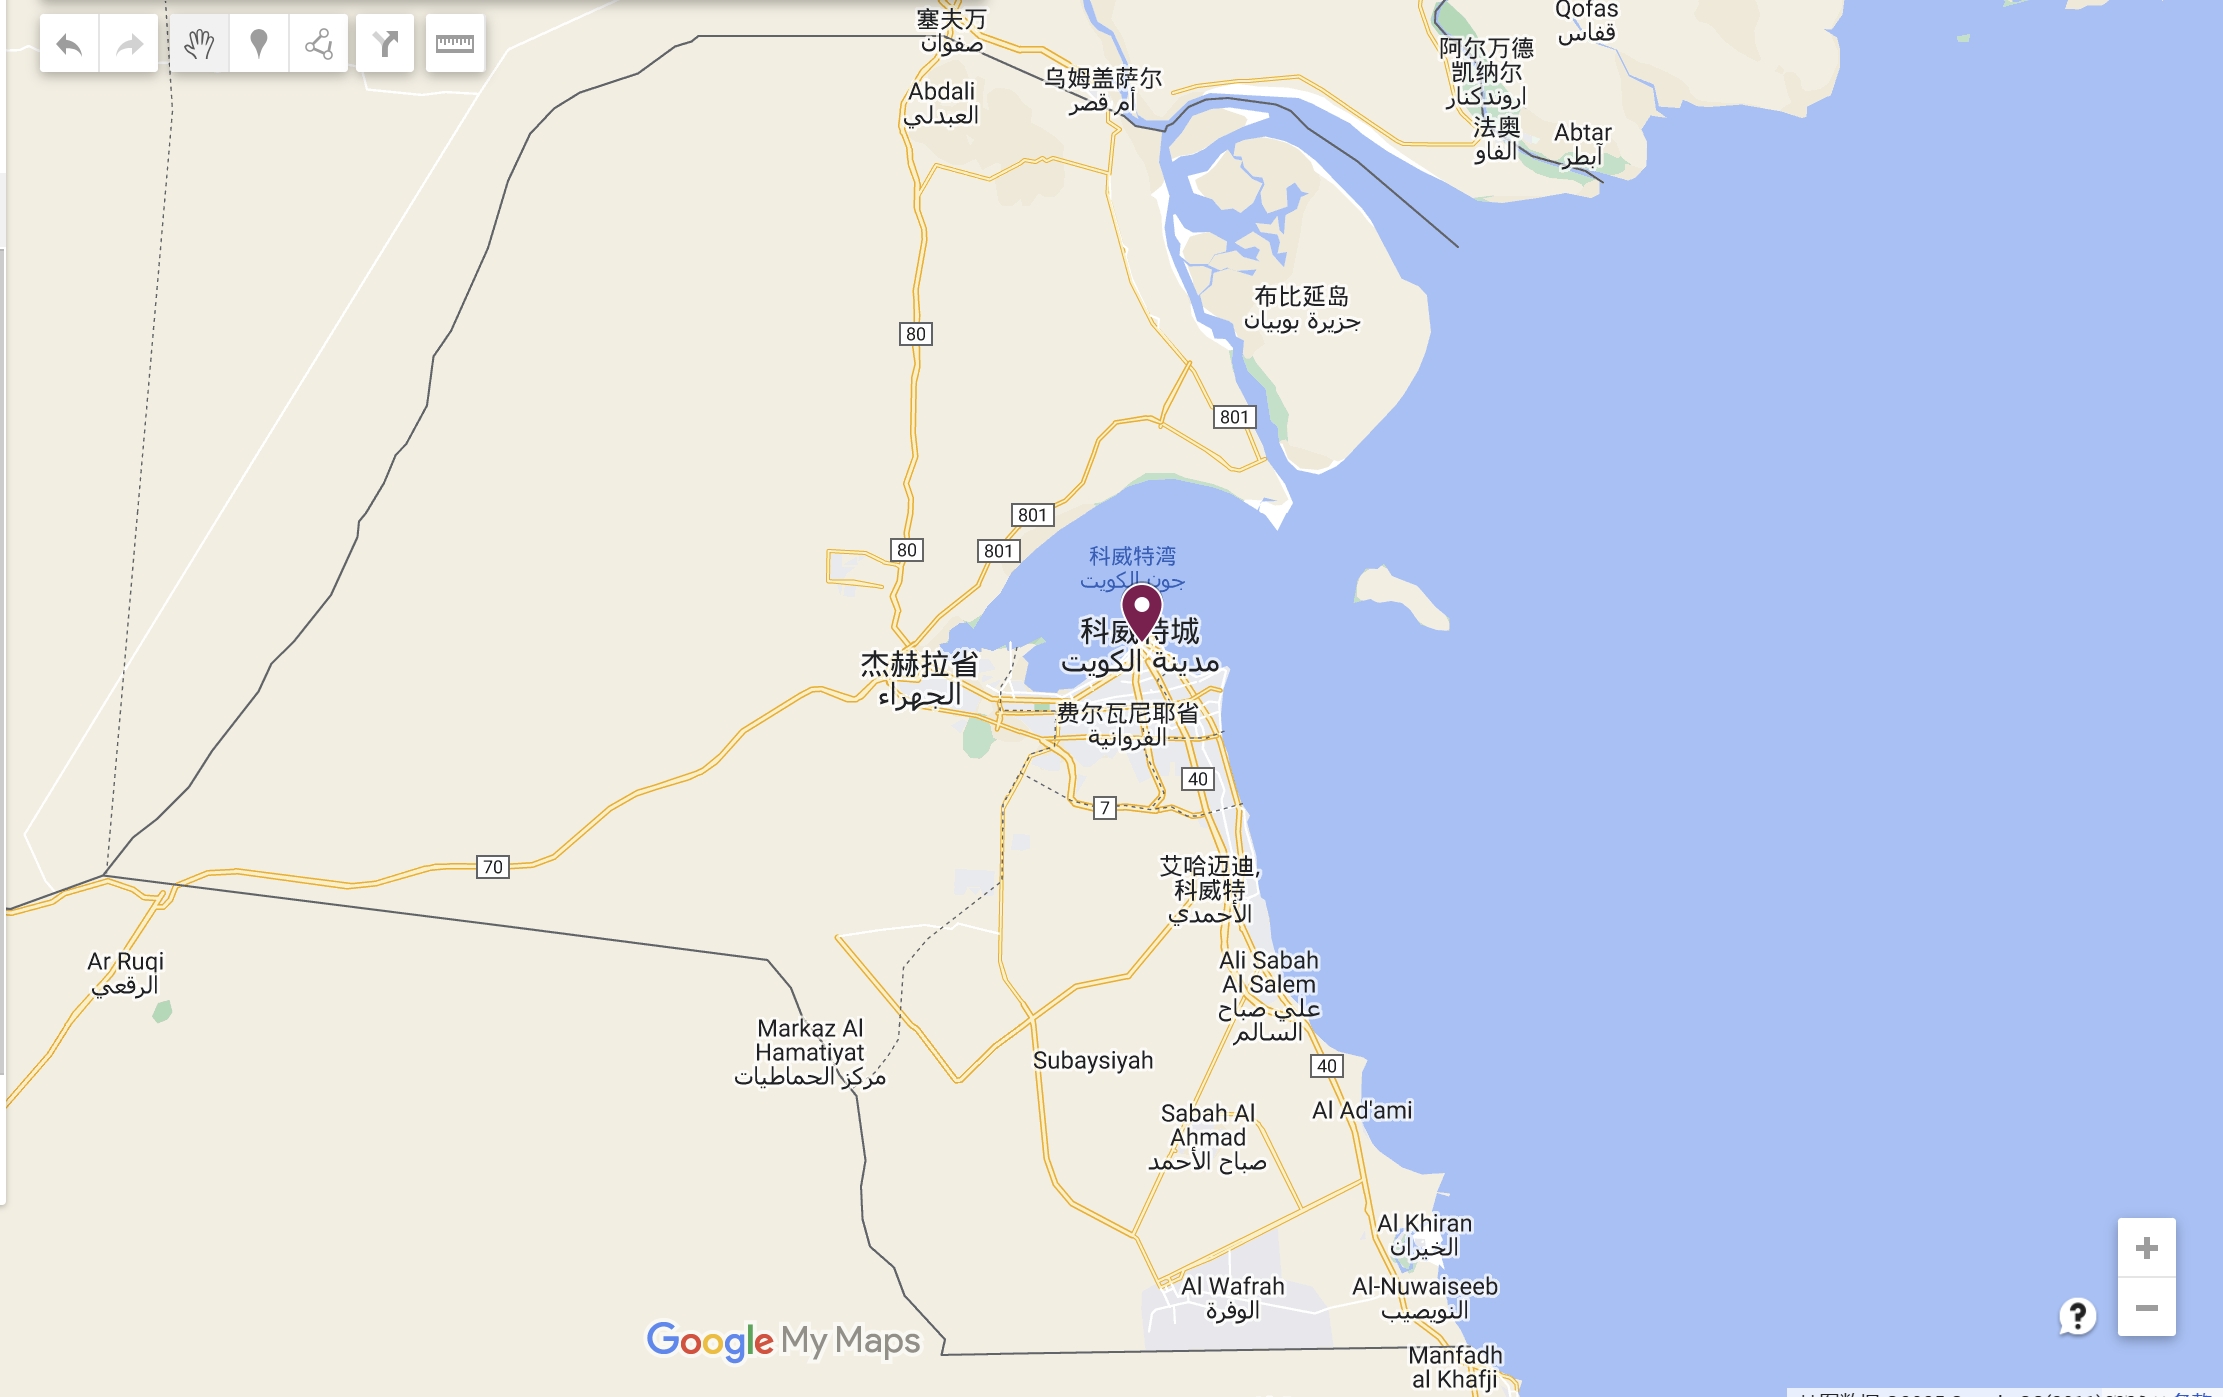 塞夫万
صفوان
Qofas
قفاس
阿尔万德
凯纳尔
اروندکنار
乌姆盖萨尔
أم قصر
Abdali
العبدلي
法奥
الفاو
Abtar
آبطر
布比延岛
جزيرة بوبيان
80
801
801
80
801
科威特湾
جون الكويت
科威特城
مدينة الكويت
杰赫拉省
الجهراء
费尔瓦尼耶省
الفروانية
40
7
70
艾哈迈迪,
科威特
الأحمدي
Ar Ruqi
الرقعي
Ali Sabah
Al Salem
علي صباح
السالم
Markaz Al
Hamatiyat
مركز الحماطيات
Subaysiyah
40
Sabah Al
Ahmad
صباح الأحمد
Al Ad'ami
Al Khiran
الخيران
Al Wafrah
الوفرة
Al-Nuwaiseeb
النويصيب
Google My Maps
Manfadh
al Khafji